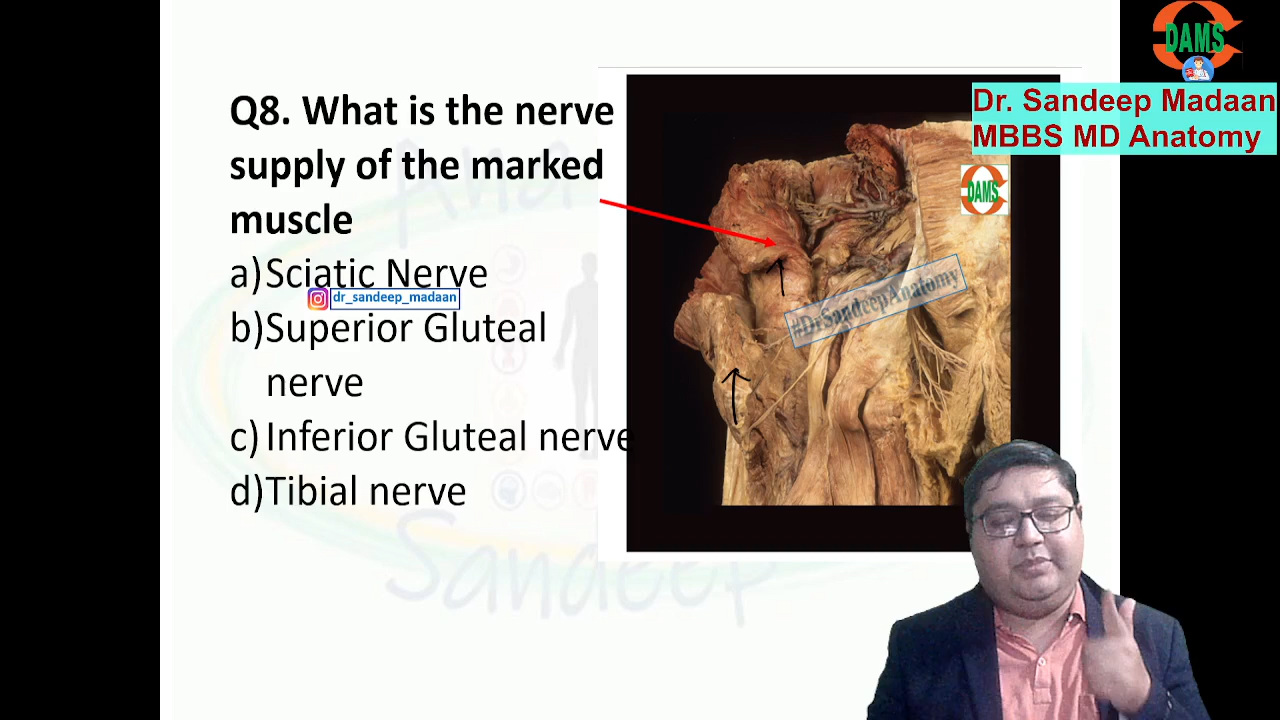 DAMS
Dr. Sandeep Madaan
MBBS MD Anatomy
Q8. What is the nerve
supply of the marked
muscle
a) Sciatic Nerve
dr_sandeep_madaan
b) Superior Gluteal
nerve
c) Inferior Gluteal nerve
d) Tibial nerve
DAMS
#DrSandeepAnatomy
Sandeep